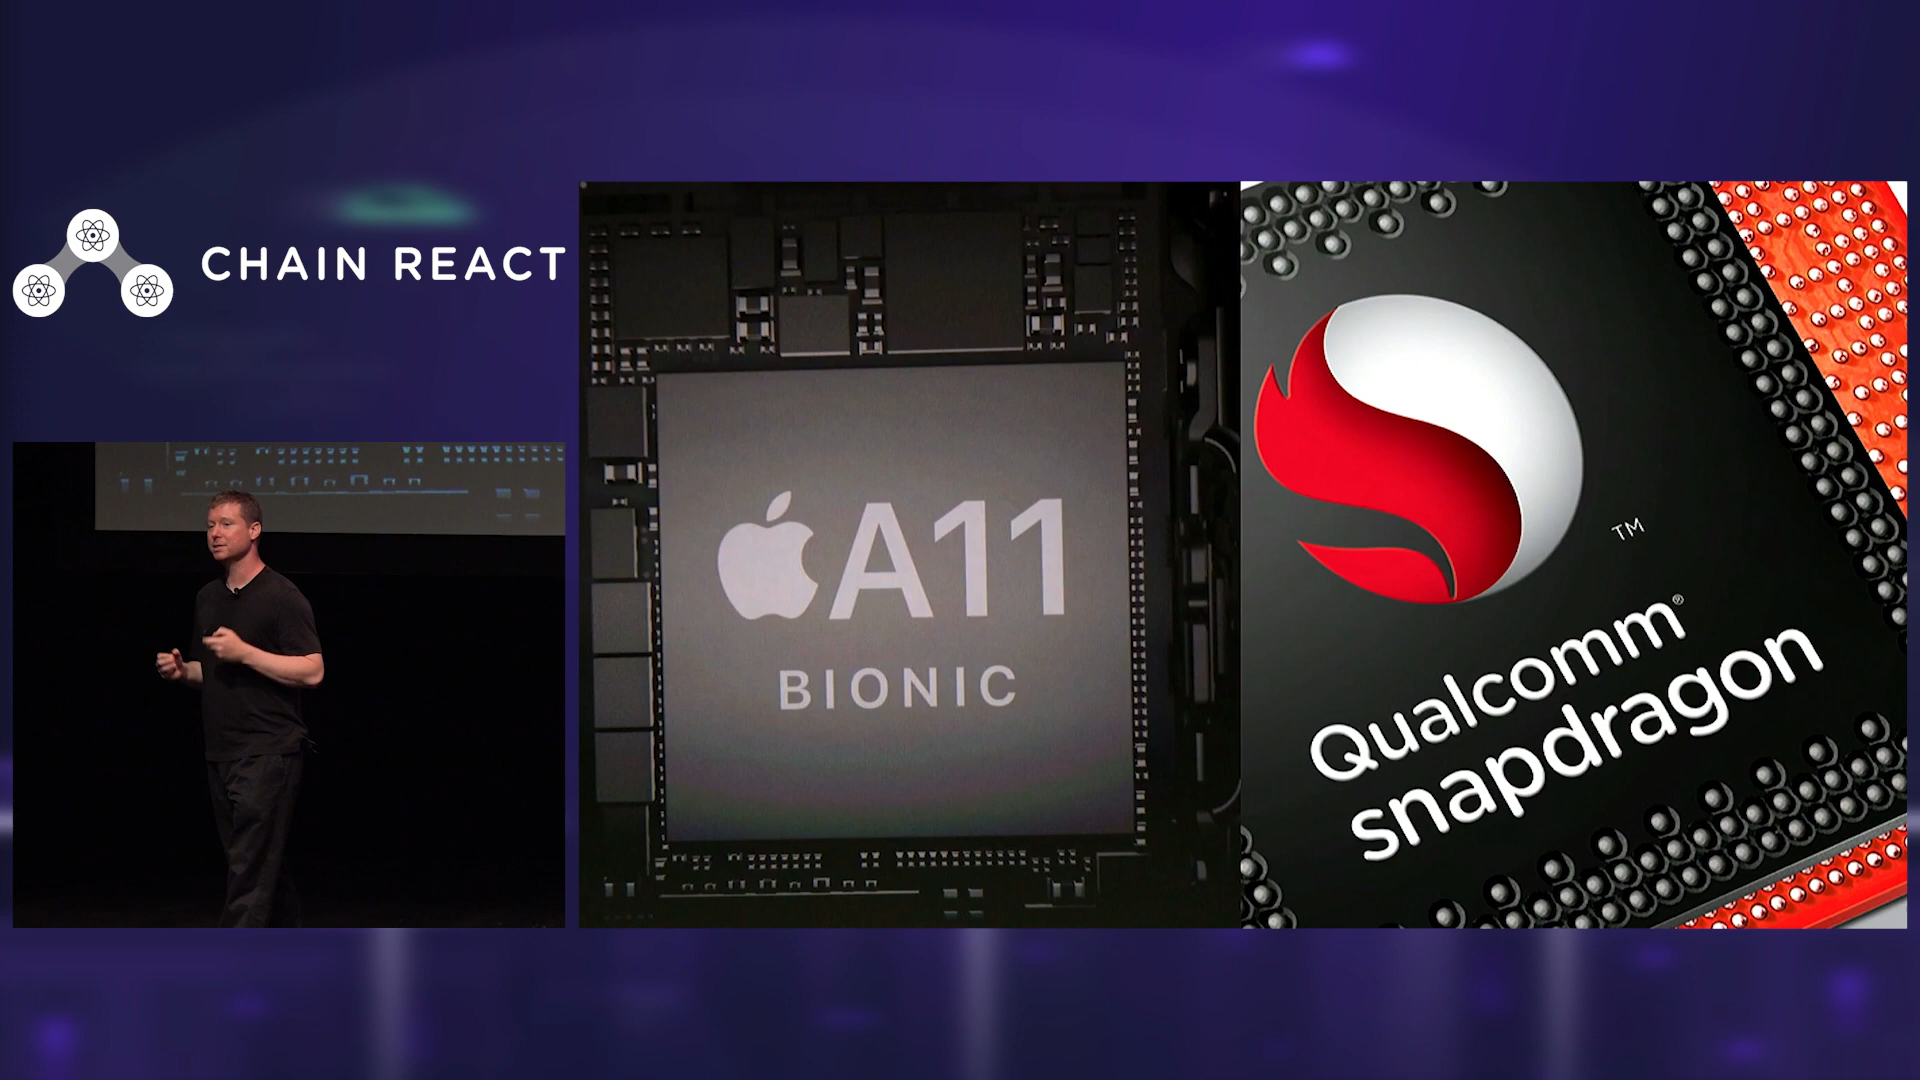 CHAIN REACT
A11
BIONIC
TM
Qualcomm®
snapdragon